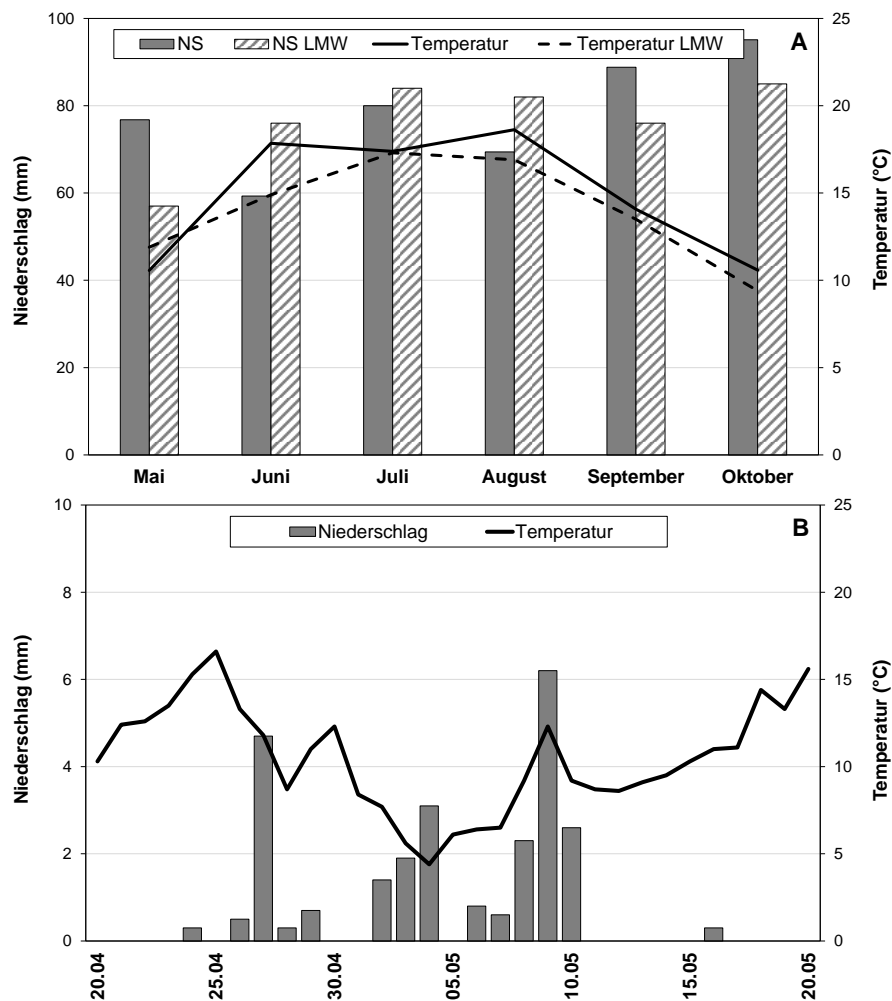 NS NS LMW Temperatur Temperatur LMW A
100 25
80 20
60 15
40 10
20 5
0 0
Niederschlag (mm)
Temperatur (°C)
Mai Juni Juli August September Oktober
Niederschlag Temperatur B
10 25
8 20
6 15
4 10
2 5
0 0
Niederschlag (mm)
Temperatur (°C)
20.04 25.04 30.04 05.05 10.05 15.05 20.05